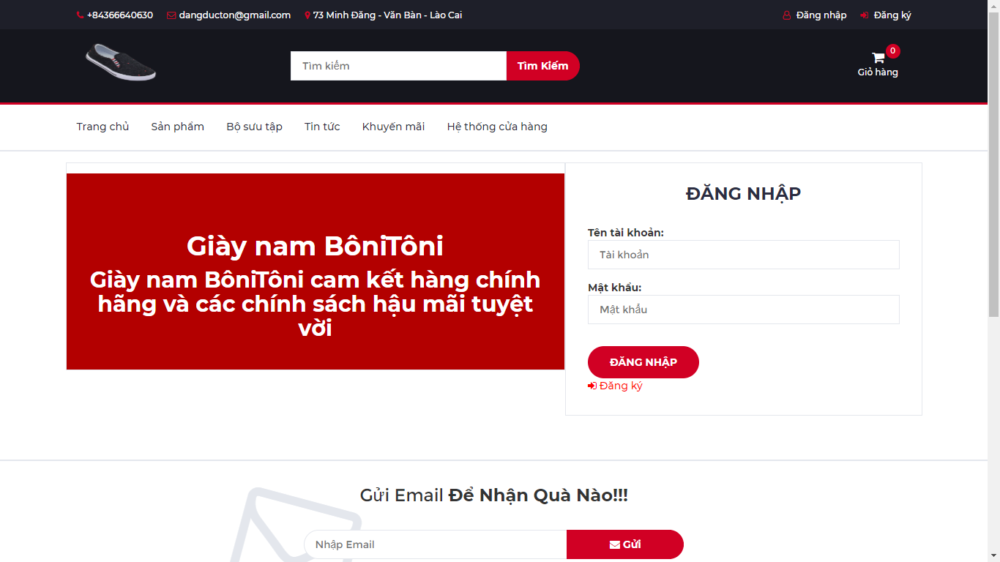 +84366640630 dangducton@gmail.com 73 Minh Đăng - Văn Bàn - Lào Cai Đăng nhập Đăng ký
Tìm kiếm Tìm Kiếm 0
Giỏ hàng
Trang chủ Sản phẩm Bộ sưu tập Tin tức Khuyến mãi Hệ thống cửa hàng
Giày nam BôniTôni
Giày nam BôniTôni cam kết hàng chính
hãng và các chính sách hậu mãi tuyệt
vời
ĐĂNG NHẬP
Tên tài khoản:
Tài khoản
Mật khẩu:
Mật khẩu
ĐĂNG NHẬP
Đăng ký
Gửi Email Để Nhận Quà Nào!!!
Nhập Email Gửi